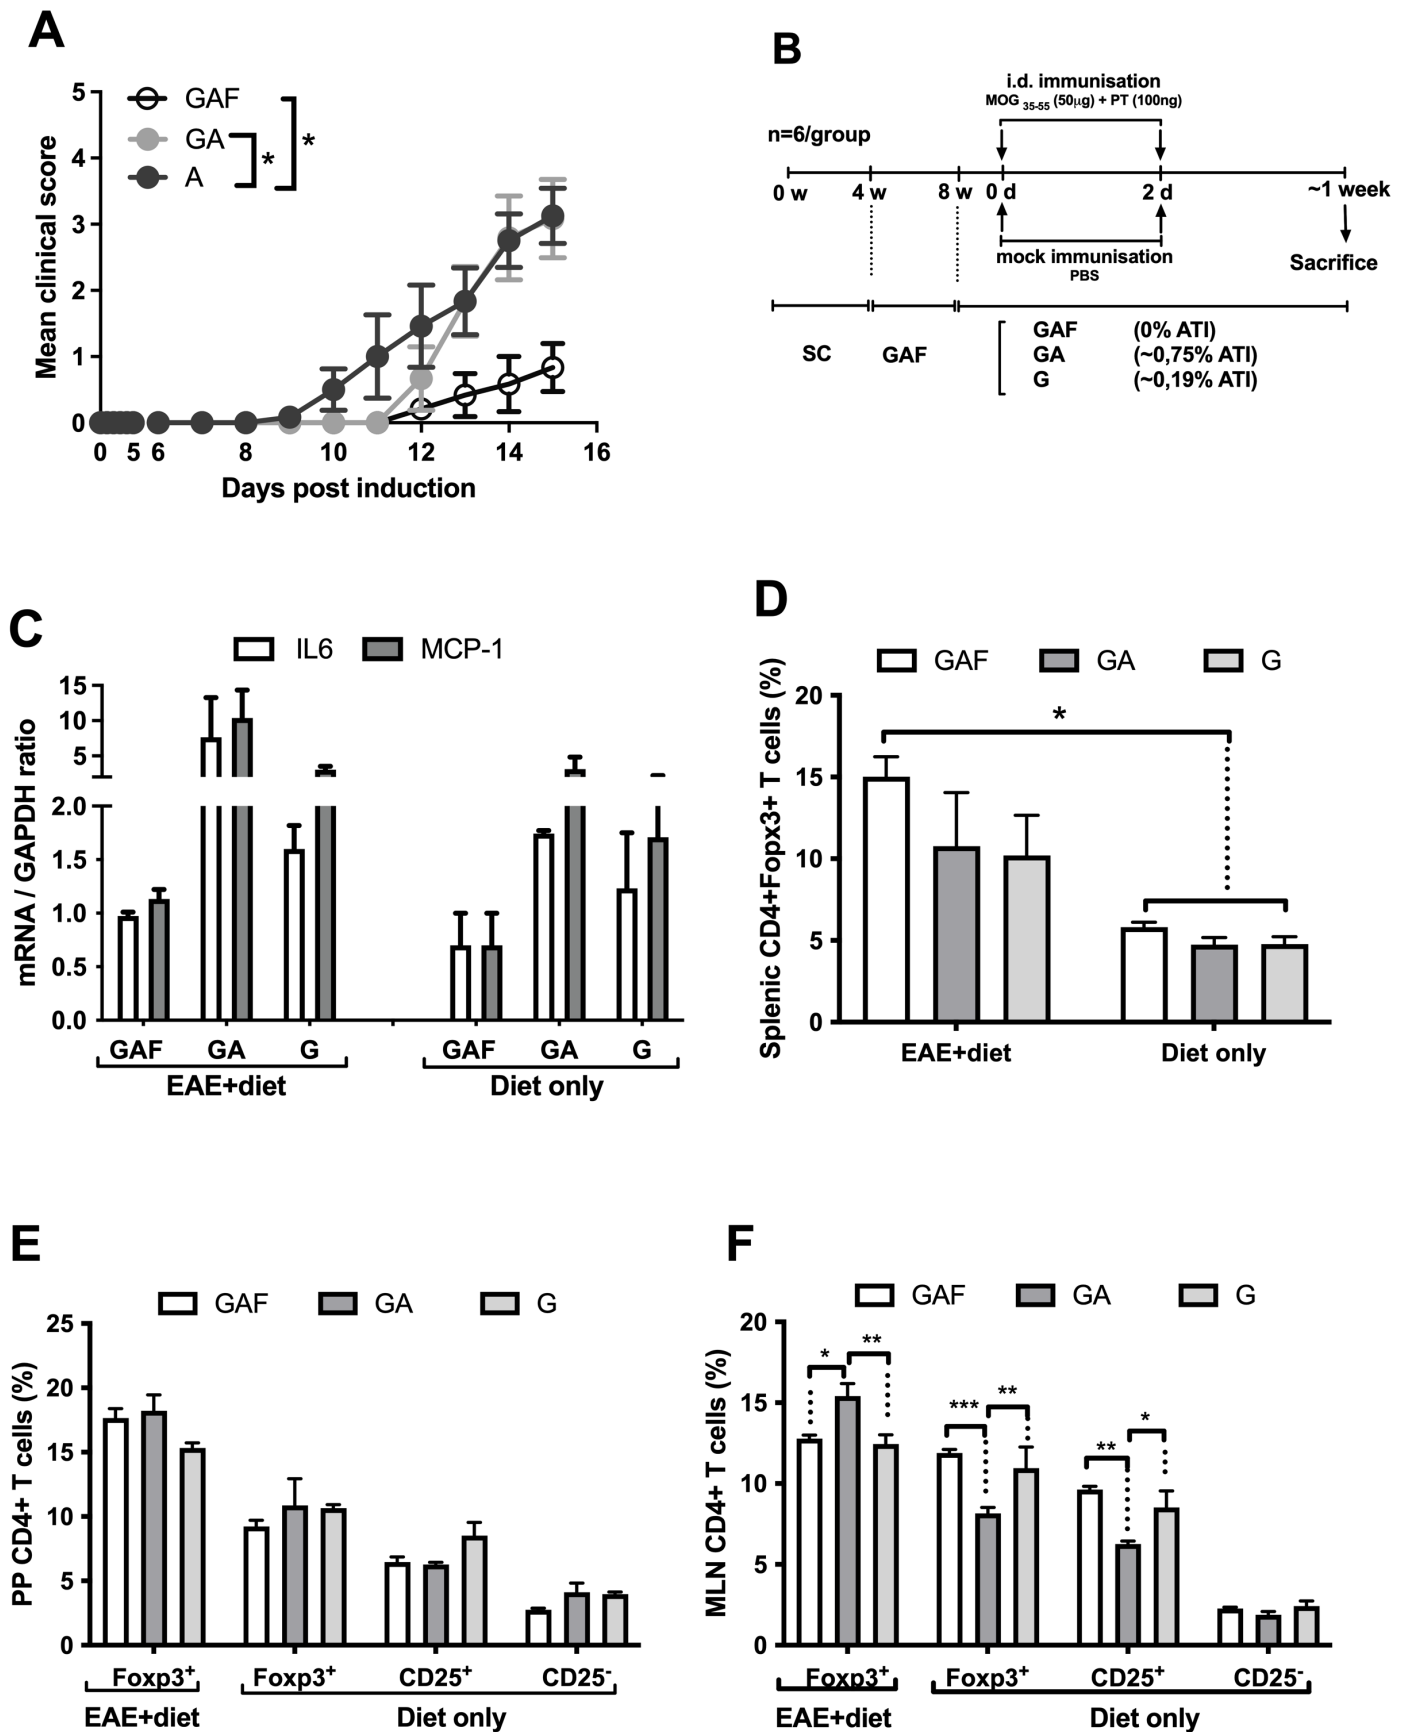 A
5
4
3
2
1
0
Mean clinical score
GAF
GA
A
*
*
0 5 6 8 10 12 14 16
Days post induction
B
i.d. immunisation
MOG 35-55 (50µg) + PT (100ng)
n=6/group
0 w 4 w 8 w 0 d 2 d ~1 week
mock immunisation
PBS
Sacrifice
SC GAF
GAF (0% ATI)
GA (~0,75% ATI)
G (~0,19% ATI)
C
IL6 MCP-1
15
10
5
2.0
1.5
1.0
0.5
0.0
mRNA / GAPDH ratio
GAF GA G GAF GA G
EAE+diet Diet only
D
GAF GA G
20
15
10
5
0
Splenic CD4+Fopx3+ T cells (%)
*
EAE+diet Diet only
E
GAF GA G
25
20
15
10
5
0
PP CD4+ T cells (%)
Foxp3+ Foxp3+ CD25+ CD25-
EAE+diet Diet only
F
GAF GA G
20
15
10
5
0
MLN CD4+ T cells (%)
* ** *** ** ** *
Foxp3+ Foxp3+ CD25+ CD25-
EAE+diet Diet only